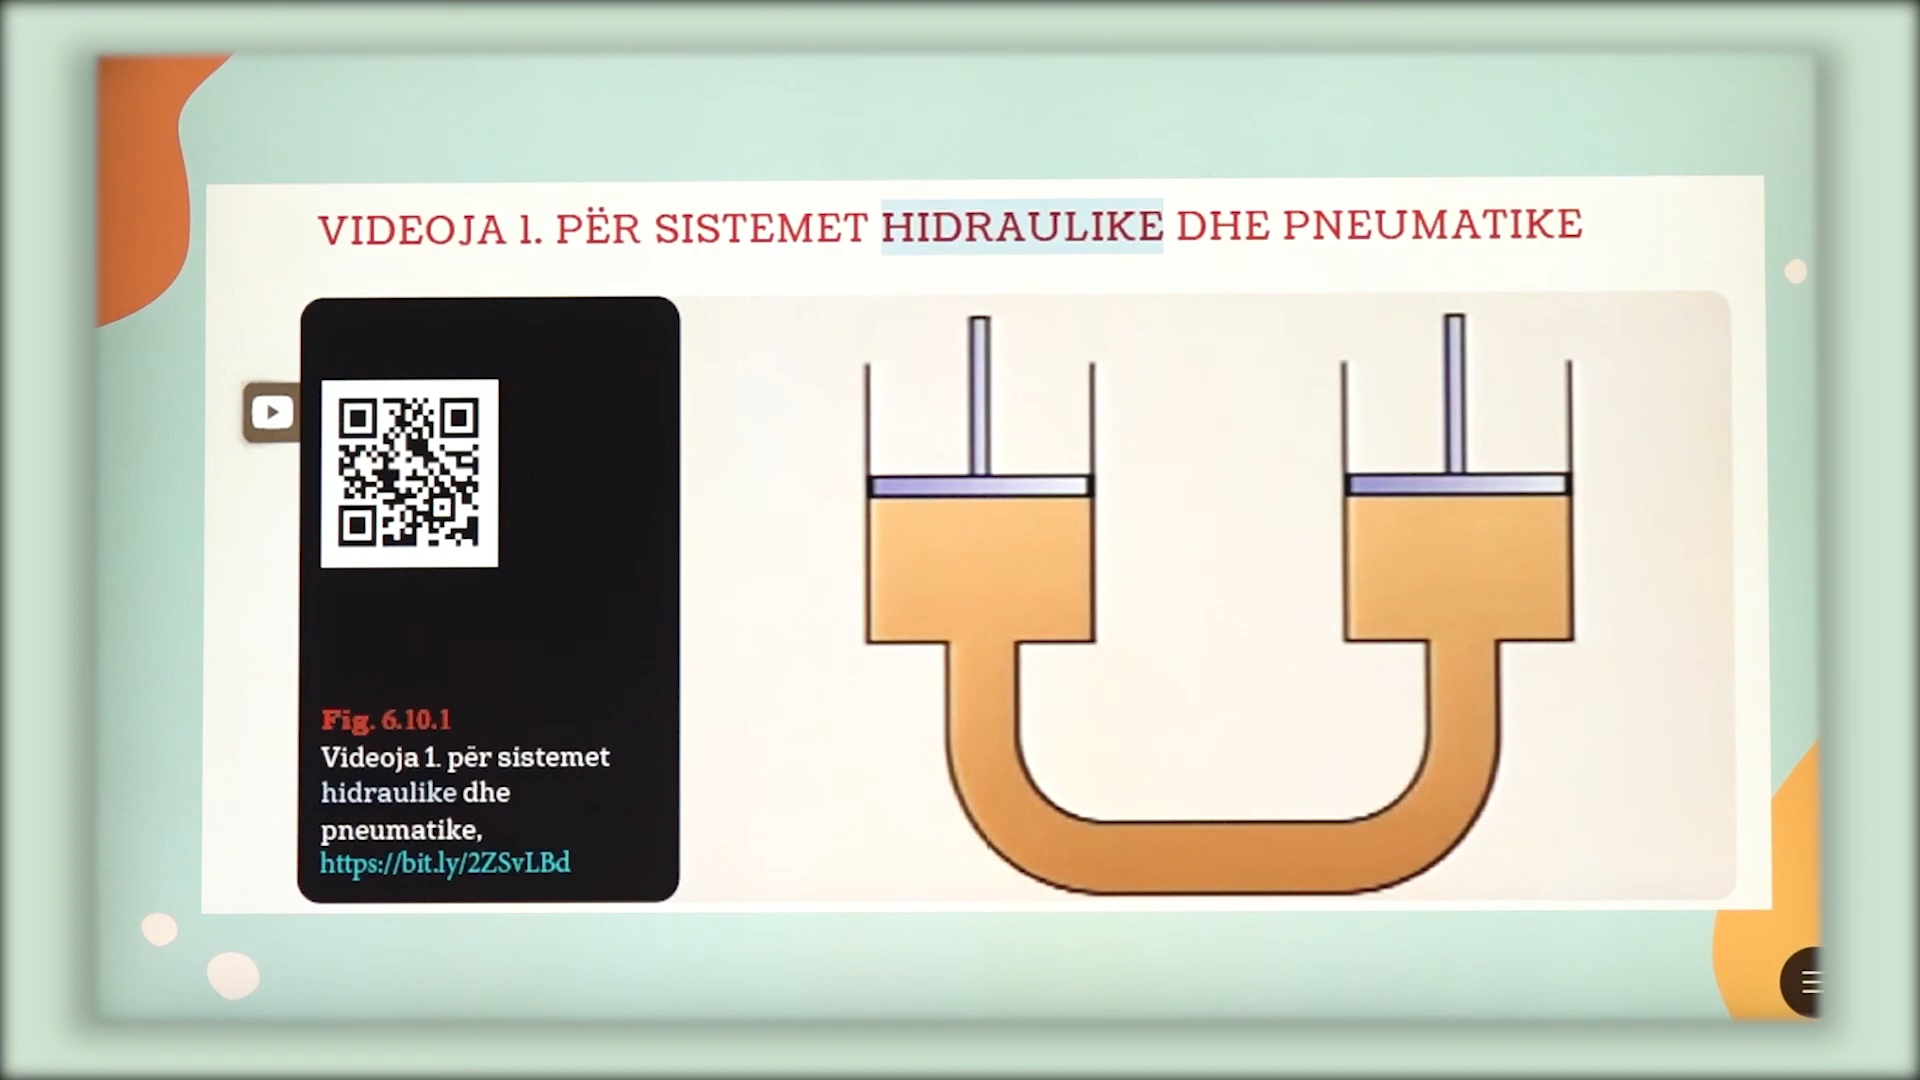 VIDEOJA 1. PËR SISTEMET HIDRAULIKE DHE PNEUMATIKE
Fig. 6.10.1
Videoja 1. për sistemet
hidraulike dhe
pneumatike,
https://bit.ly/2ZSvLBd